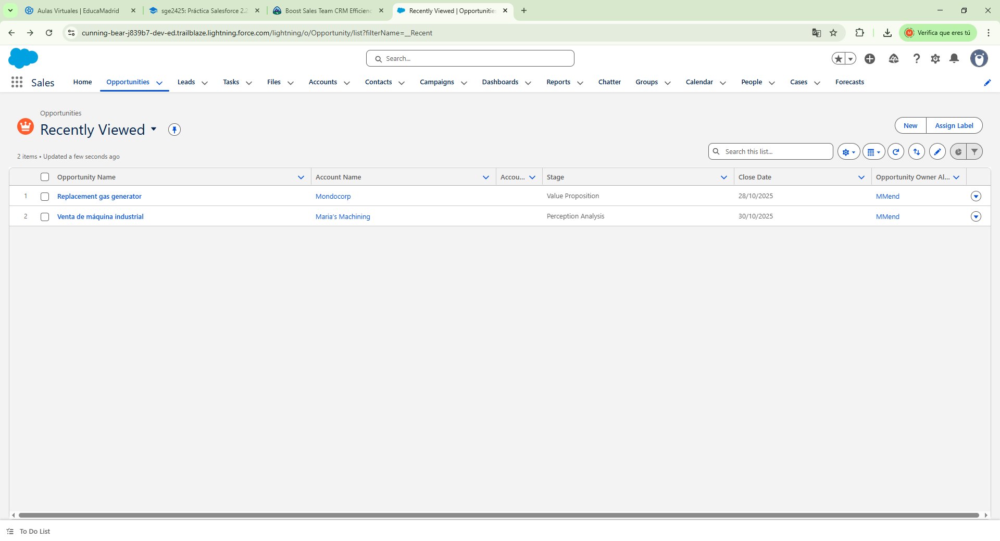 Aulas Virtuales | EducaMadrid
sge2425: Práctica Salesforce 2.2
Boost Sales Team CRM Efficienc
Recently Viewed | Opportunities
cunning-bear-j839b7-dev-ed.trailblaze.lightning.force.com/lightning/o/Opportunity/list?filterName=__Recent
Verifica que eres tú
Search...
Sales
Home
Opportunities
Leads
Tasks
Files
Accounts
Contacts
Campaigns
Dashboards
Reports
Chatter
Groups
Calendar
People
Cases
Forecasts
Opportunities
Recently Viewed
New
Assign Label
2 items • Updated a few seconds ago
Search this list...
Opportunity Name
Account Name
Accou...
Stage
Close Date
Opportunity Owner Al...
1 Replacement gas generator Mondocorp Value Proposition 28/10/2025 MMend
2 Venta de máquina industrial Maria's Machining Perception Analysis 30/10/2025 MMend
To Do List